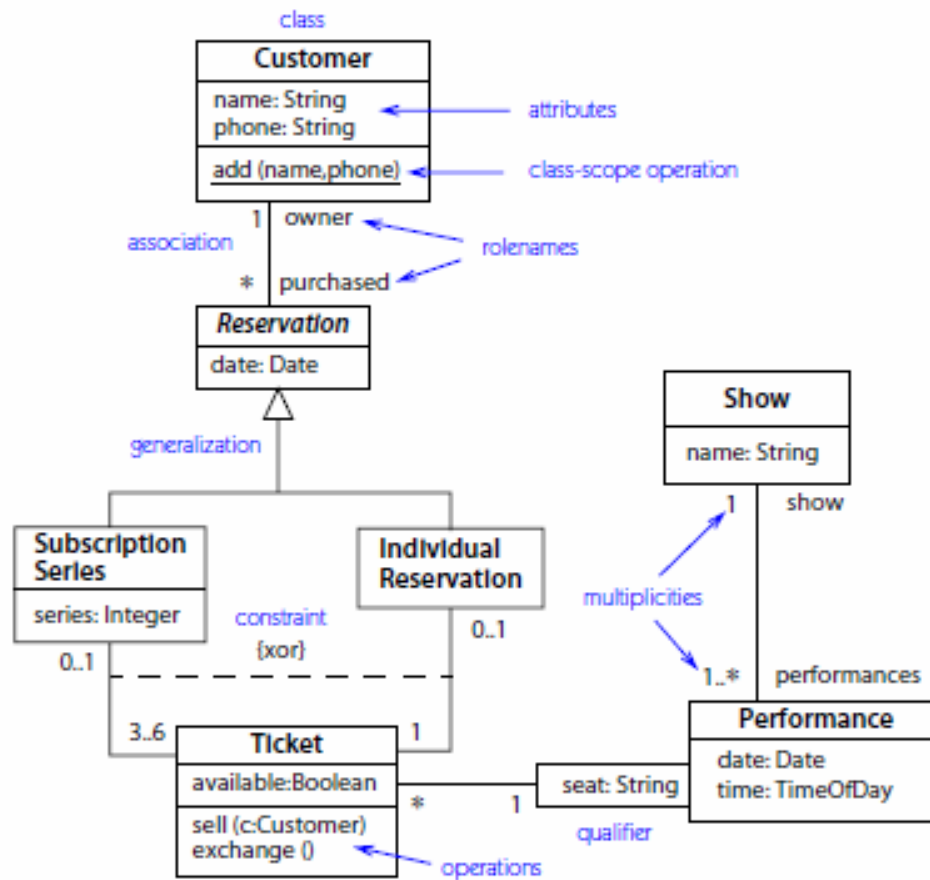 class
Customer
name: String
phone: String
attributes
add (name,phone)
class-scope operation
1
owner
association
rolenames
*
purchased
Reservation
date: Date
generalization
Show
name: String
1
show
Subscription
Series
series: Integer
Individual
Reservation
constraint
{xor}
multiplicities
0..1
0..1
1..*
performances
3..6
1
Ticket
available:Boolean
sell (c:Customer)
exchange ()
operations
*
1
seat: String
qualifier
Performance
date: Date
time: TimeOfDay